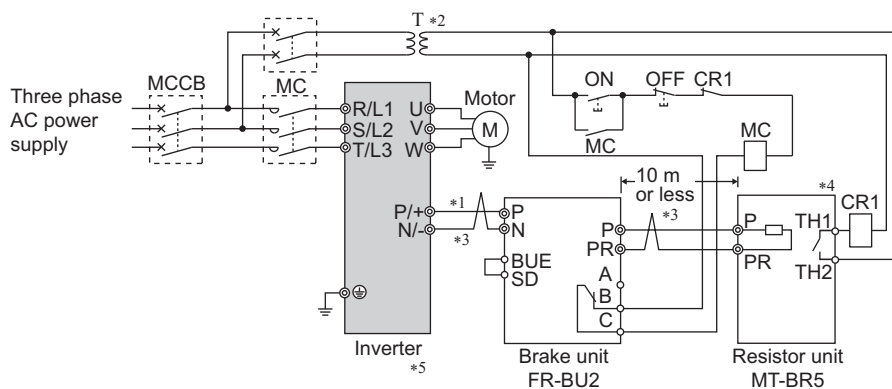 T *2
MCCB
MC
ON
OFF
CR1
Three phase
AC power
supply
R/L1
S/L2
T/L3
U
V
W
Motor
M
MC
MC
10 m
or less
P/+
N/-
*1
*3
P
N
BUE
SD
P
PR
A
B
C
*3
P
PR
*4
TH1
TH2
CR1
Inverter
*5
Brake unit
FR-BU2
Resistor unit
MT-BR5